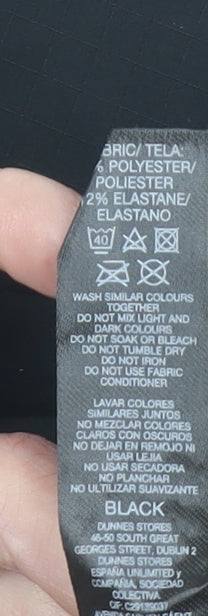 BRIC/ TELA:
% POLYESTER/
POLIESTER
2% ELASTANE/
ELASTANO
40
WASH SIMILAR COLOURS
TOGETHER
DO NOT MIX LIGHT AND
DARK COLOURS
DO NOT SOAK OR BLEACH
DO NOT TUMBLE DRY
DO NOT IRON
DO NOT USE FABRIC
CONDITIONER
LAVAR COLORES
SIMILARES JUNTOS
NO MEZCLAR COLORES
CLAROS CON OSCUROS
NO DEJAR EN REMOJO NI
USAR LEJIA
NO USAR SECADORA
NO PLANCHAR
NO ULTILIZAR SUAVIZANTE
BLACK
DUNNES STORES
46-50 SOUTH GREAT
GEORGES STREET, DUBLIN 2
DUNNES STORES
ESPAÑA UNLIMITED y
COMPAÑIA, SOCIEDAD
COLECTIVA
CIF: C29139037